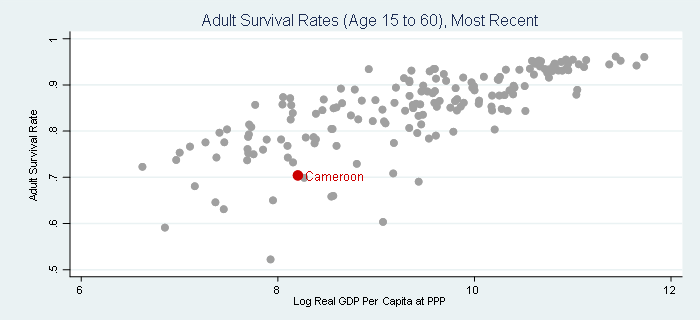 Adult Survival Rates (Age 15 to 60), Most Recent
Adult Survival Rate
1
.9
.8
.7
.6
.5
Cameroon
6
8
10
12
Log Real GDP Per Capita at PPP